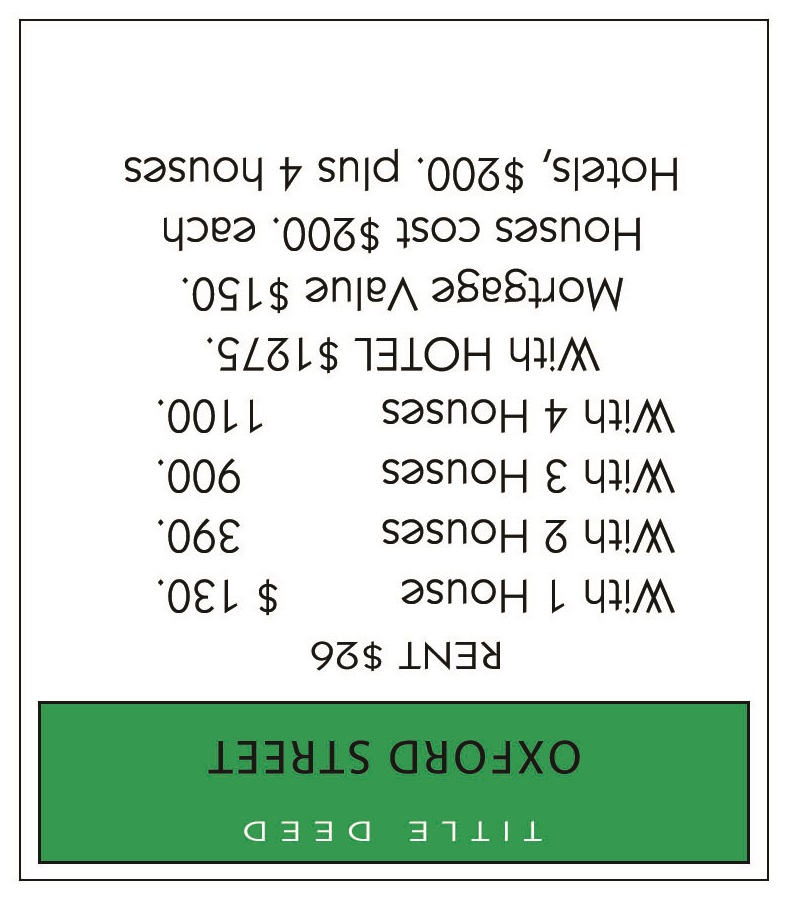 TITLE DEED
OXFORD STREET
RENT $26
With 1 House $ 130.
With 2 Houses 390.
With 3 Houses 900.
With 4 Houses 1100.
With HOTEL $1275.
Mortgage Value $150.
Houses cost $200. each
Hotels, $200. plus 4 houses